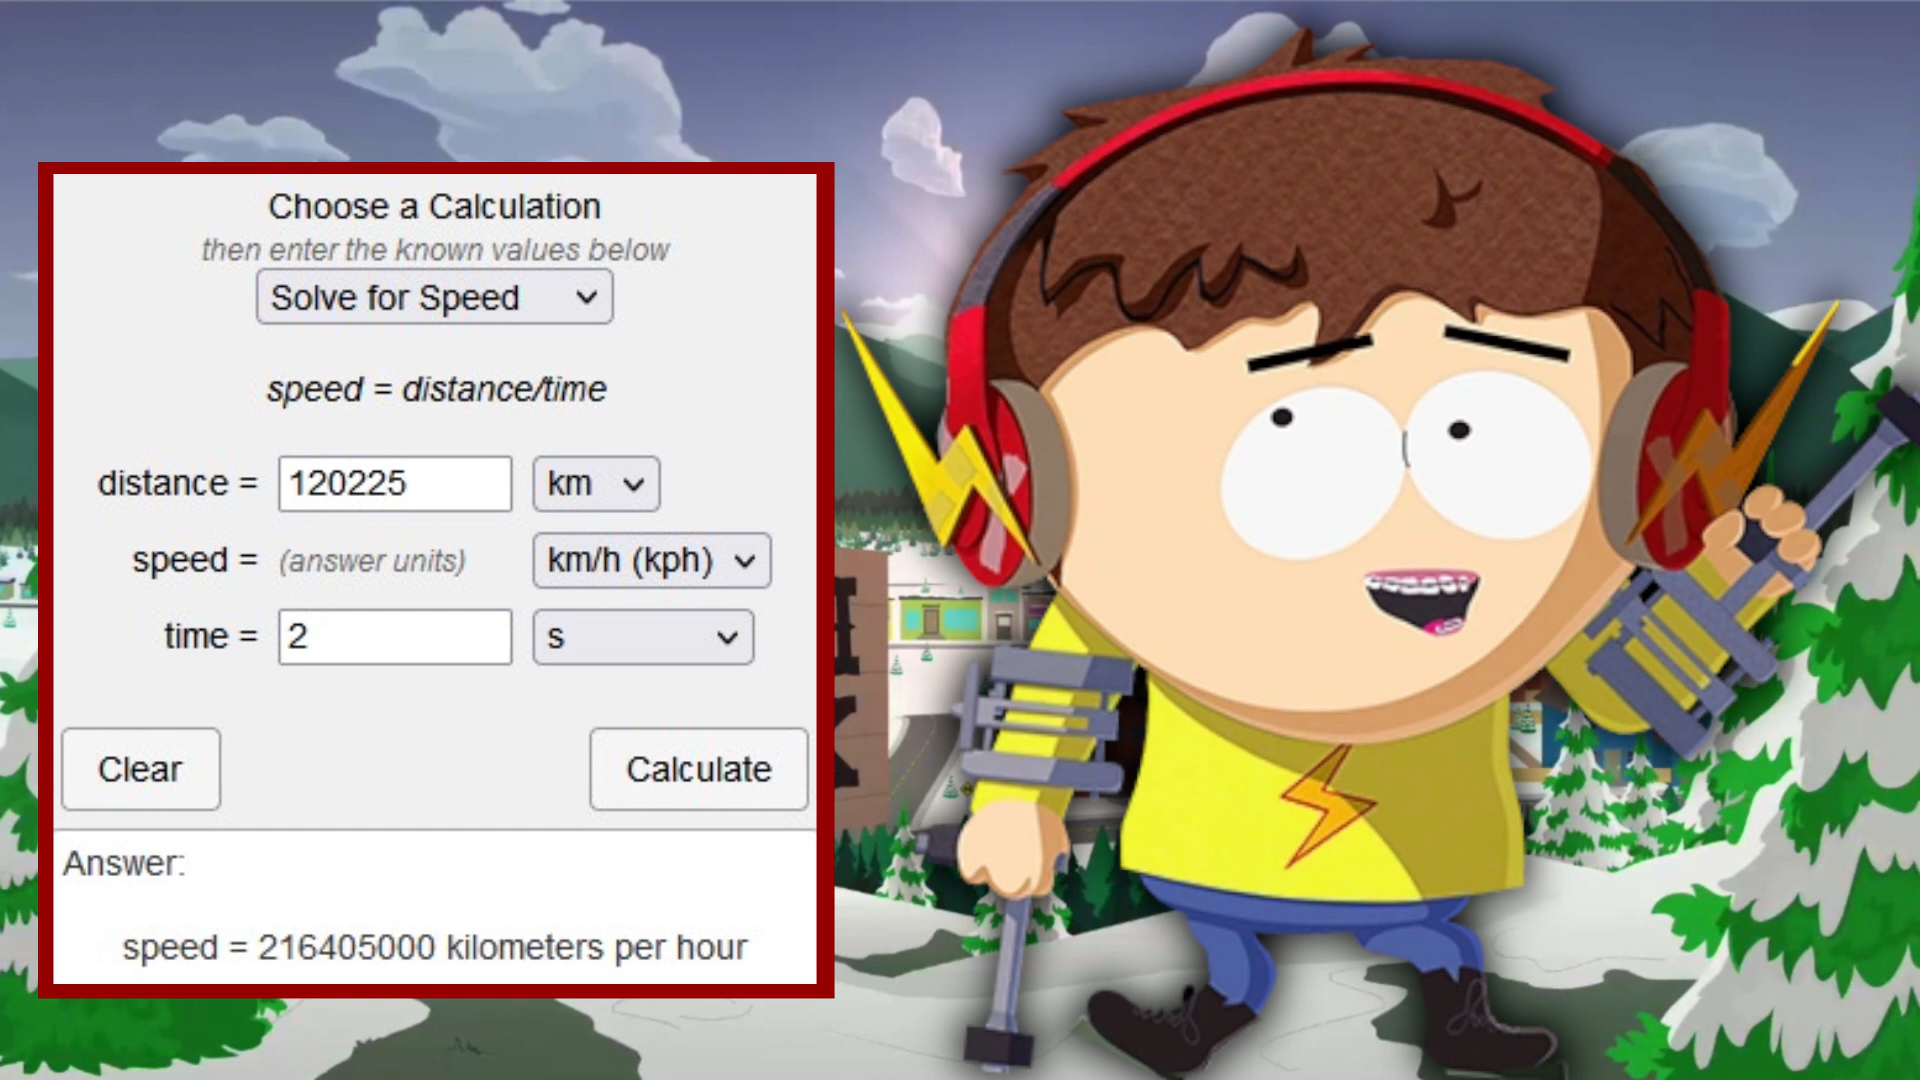 Choose a Calculation
then enter the known values below
Solve for Speed
speed = distance/time
distance = 120225 km
speed = (answer units) km/h (kph)
time = 2 s
Clear Calculate
Answer:
speed = 216405000 kilometers per hour